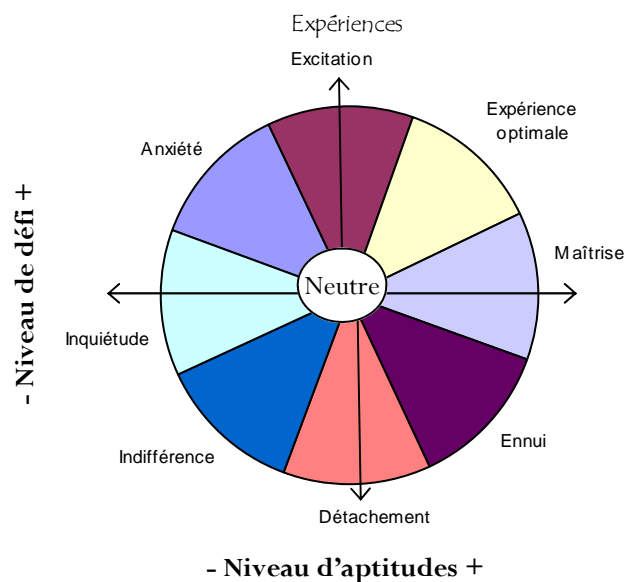 Expériences
Excitation
Expérience
optimale
Anxiété
Maîtrise
Neutre
- Niveau de défi +
Inquiétude
Ennui
Indifférence
Détachement
- Niveau d’aptitudes +